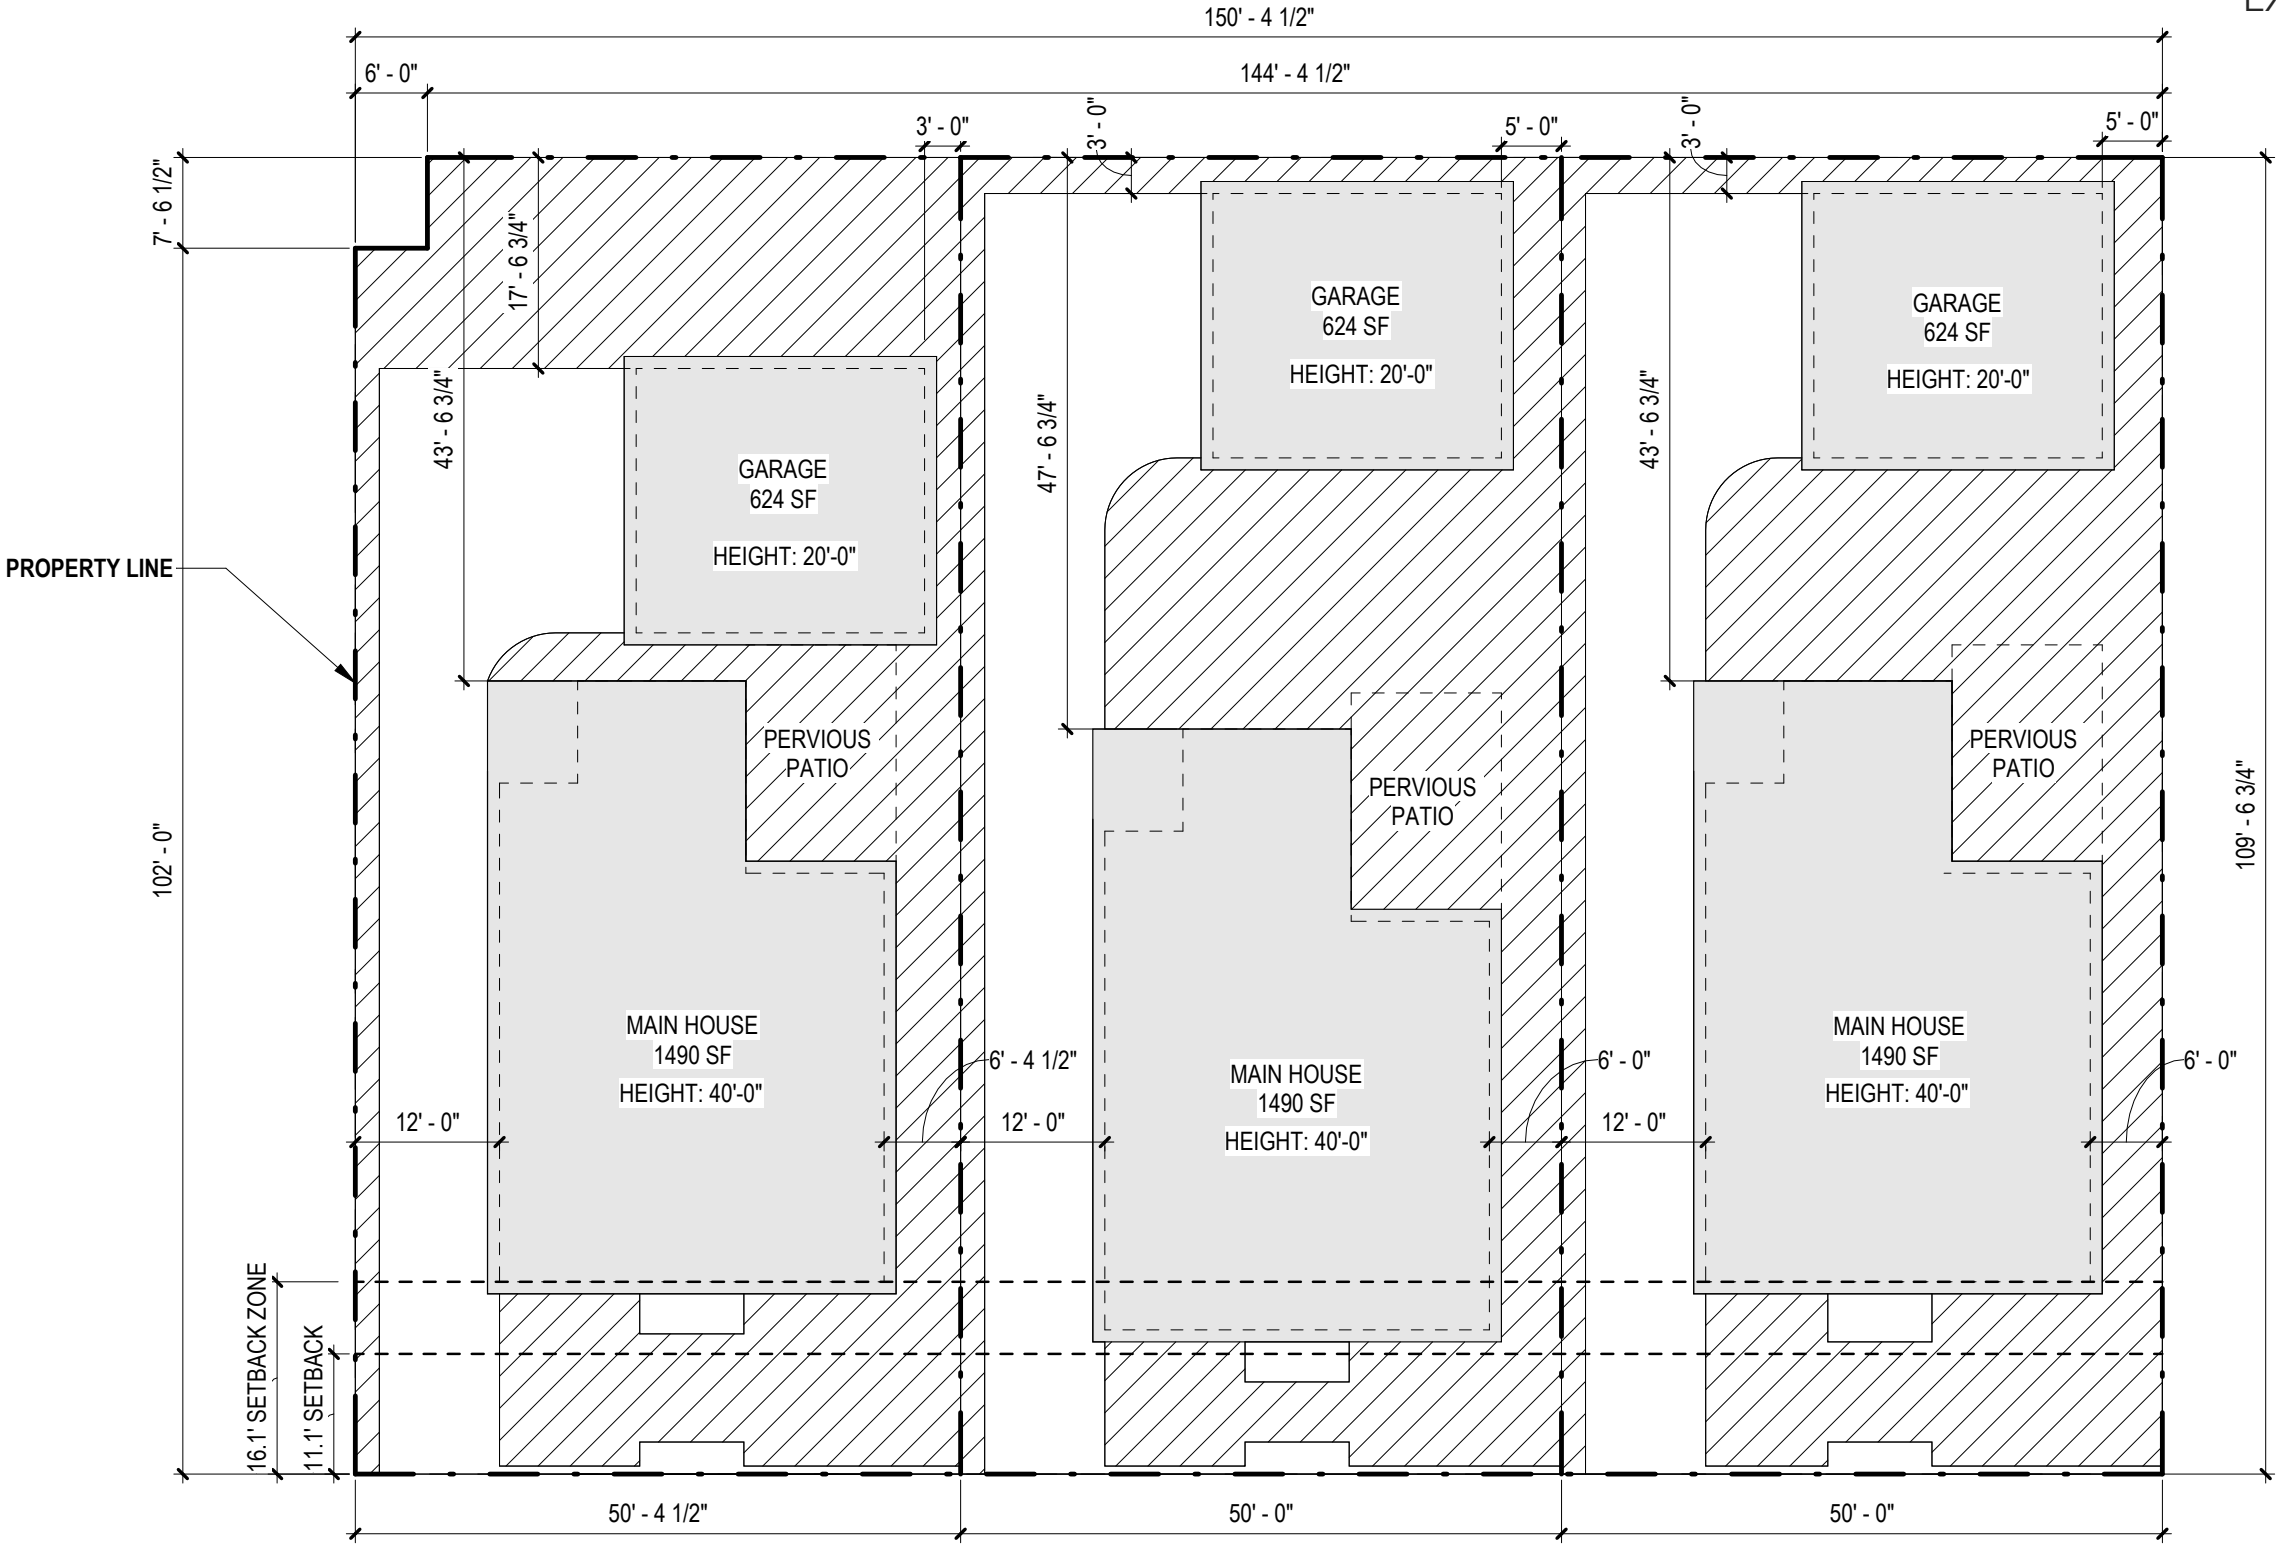 150' - 4 1/2"
6' - 0"
144' - 4 1/2"
3' - 0"
3' - 0"
5' - 0"
3' - 0"
5' - 0"
7' - 6 1/2"
17' - 6 3/4"
43' - 6 3/4"
47' - 6 3/4"
43' - 6 3/4"
GARAGE
624 SF
HEIGHT: 20'-0"
GARAGE
624 SF
HEIGHT: 20'-0"
GARAGE
624 SF
HEIGHT: 20'-0"
PROPERTY LINE
PERVIOUS
PATIO
PERVIOUS
PATIO
PERVIOUS
PATIO
102' - 0"
109' - 6 3/4"
MAIN HOUSE
1490 SF
HEIGHT: 40'-0"
MAIN HOUSE
1490 SF
HEIGHT: 40'-0"
MAIN HOUSE
1490 SF
HEIGHT: 40'-0"
6' - 4 1/2"
6' - 0"
6' - 0"
12' - 0"
12' - 0"
12' - 0"
16.1' SETBACK ZONE
11.1' SETBACK
50' - 4 1/2"
50' - 0"
50' - 0"